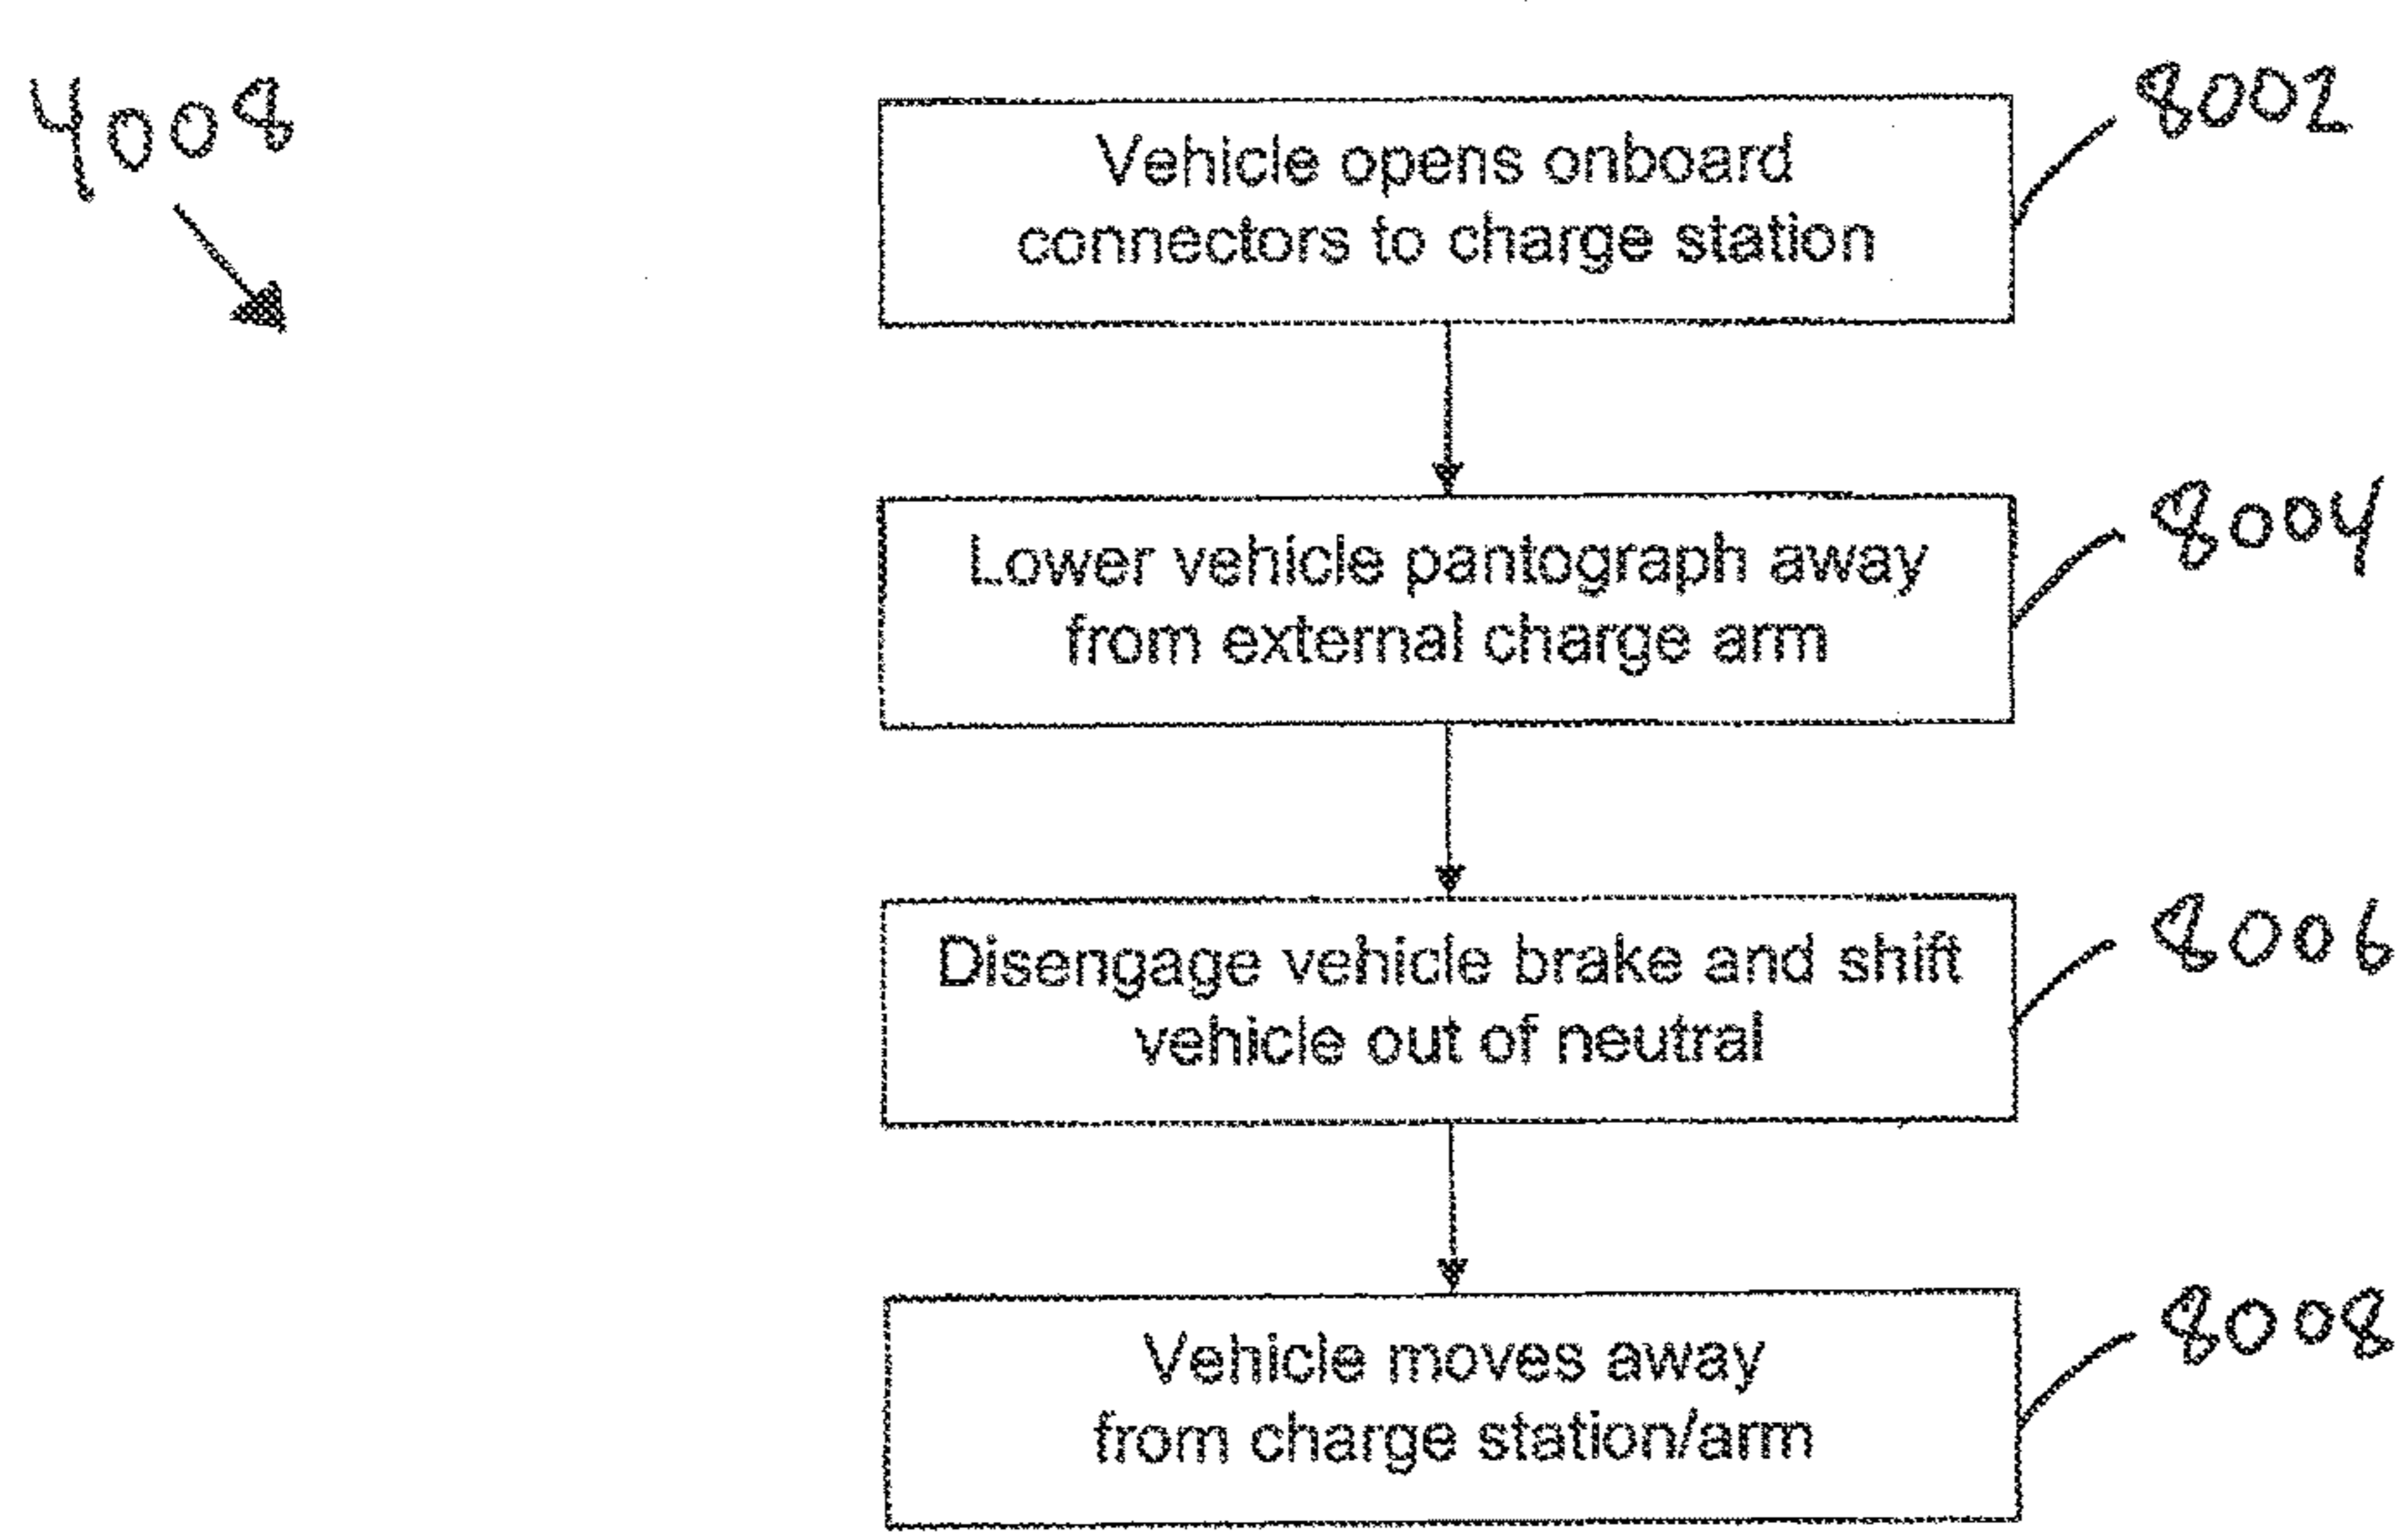 4008
8002
Vehicle opens onboard
connectors to charge station
8004
Lower vehicle pantograph away
from external charge arm
8006
Disengage vehicle brake and shift
vehicle out of neutral
8008
Vehicle moves away
from charge station/arm